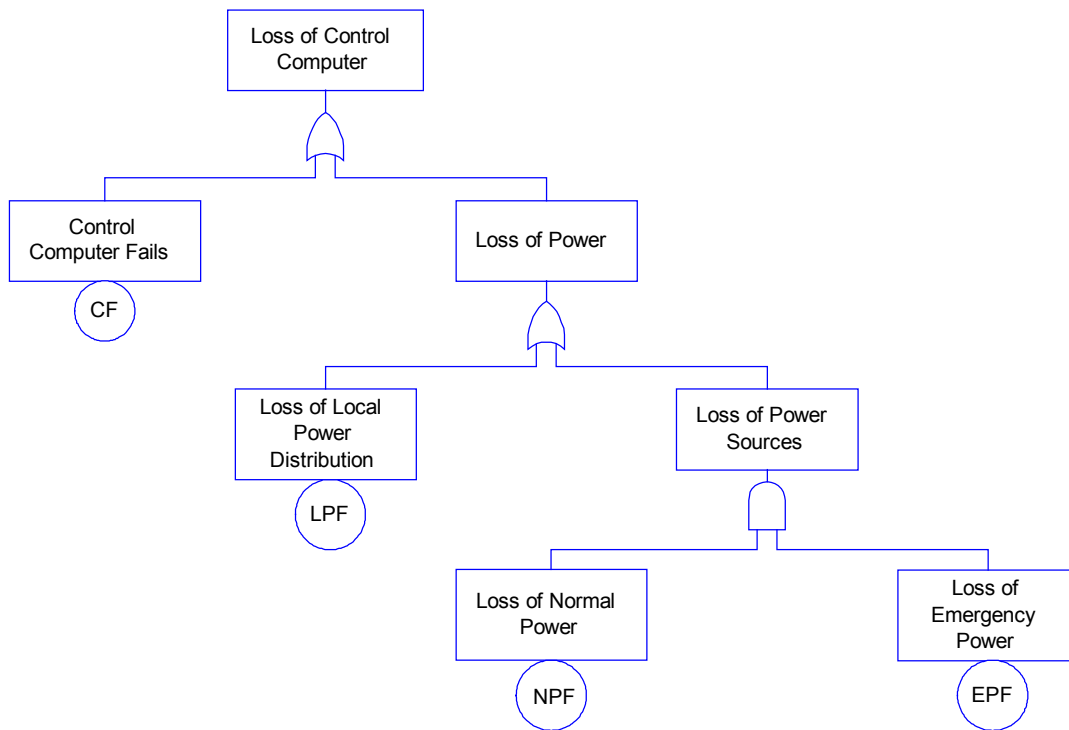 Loss of Control
Computer
Control
Computer Fails
CF
Loss of Power
Loss of Local
Power
Distribution
LPF
Loss of Power
Sources
Loss of Normal
Power
NPF
Loss of
Emergency
Power
EPF